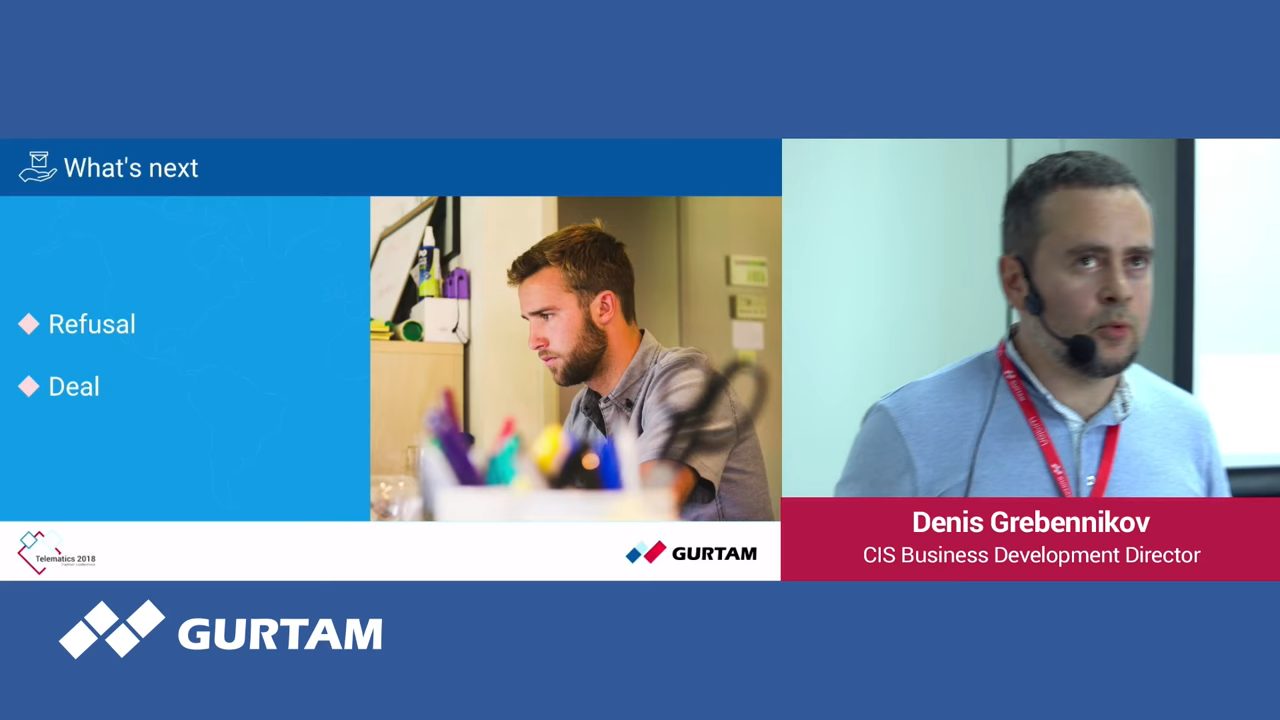 What's next
Refusal
Deal
Telematics 2018
GURTAM
Denis Grebennikov
CIS Business Development Director
GURTAM